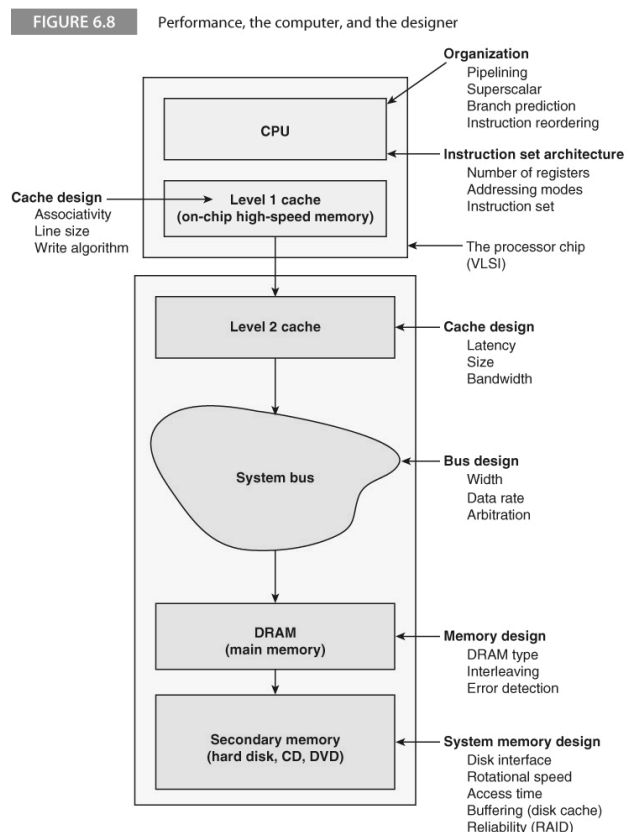 FIGURE 6.8 Performance, the computer, and the designer
Organization
Pipelining
Superscalar
Branch prediction
Instruction reordering
CPU
Instruction set architecture
Number of registers
Addressing modes
Instruction set
Cache design
Associativity
Line size
Write algorithm
Level 1 cache
(on-chip high-speed memory)
The processor chip
(VLSI)
Level 2 cache
Cache design
Latency
Size
Bandwidth
System bus
Bus design
Width
Data rate
Arbitration
DRAM
(main memory)
Memory design
DRAM type
Interleaving
Error detection
Secondary memory
(hard disk, CD, DVD)
System memory design
Disk interface
Rotational speed
Access time
Buffering (disk cache)
Reliability (RAID)